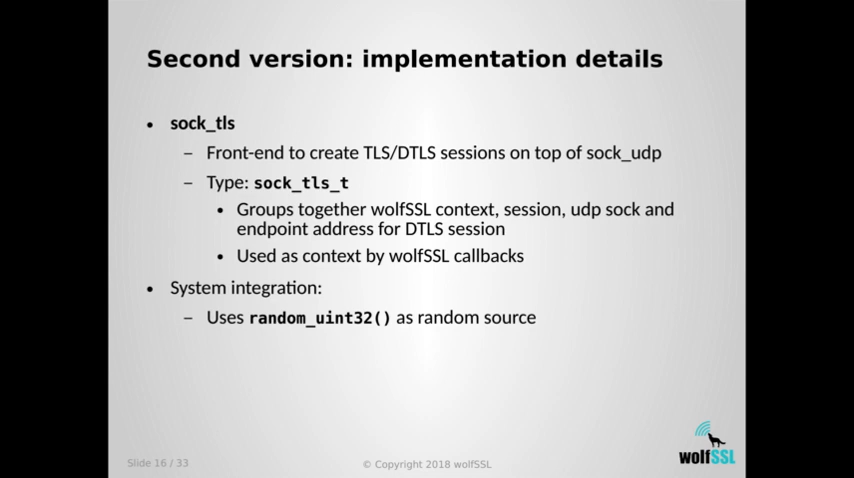 Second version: implementation details
• sock_tls
– Front-end to create TLS/DTLS sessions on top of sock_udp
– Type: sock_tls_t
• Groups together wolfSSL context, session, udp sock and
endpoint address for DTLS session
• Used as context by wolfSSL callbacks
• System integration:
– Uses random_uint32() as random source
Slide 16 / 33
© Copyright 2018 wolfSSL
wolfSSL